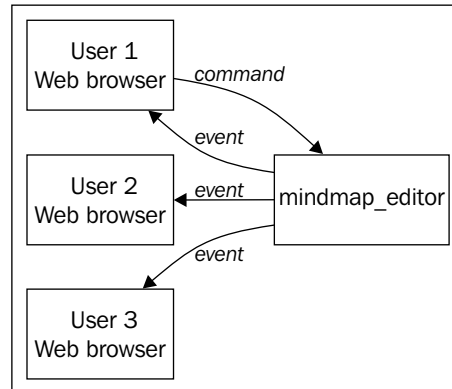 User 1
Web browser
command
event
User 2
Web browser
event
mindmap_editor
event
User 3
Web browser